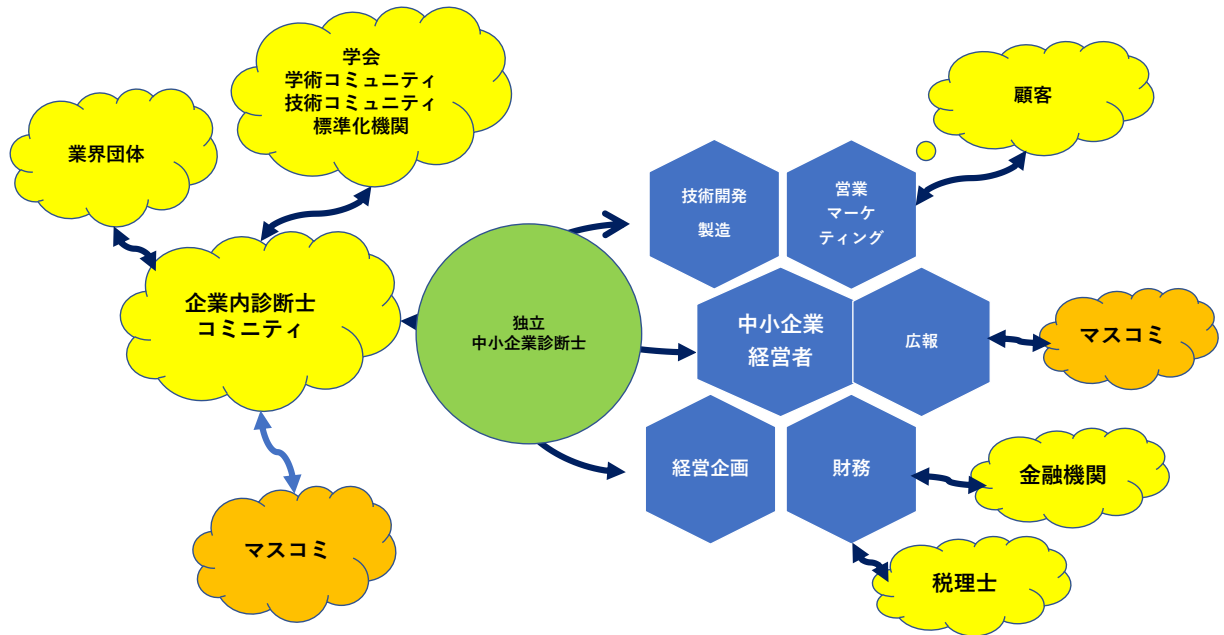 学会
学術コミュニティ
技術コミュニティ
標準化機関
業界団体
顧客
技術開発
製造
営業
マーケ
ティング
企業内診断士
コミニティ
独立
中小企業診断士
中小企業
経営者
広報
マスコミ
経営企画
財務
金融機関
マスコミ
税理士